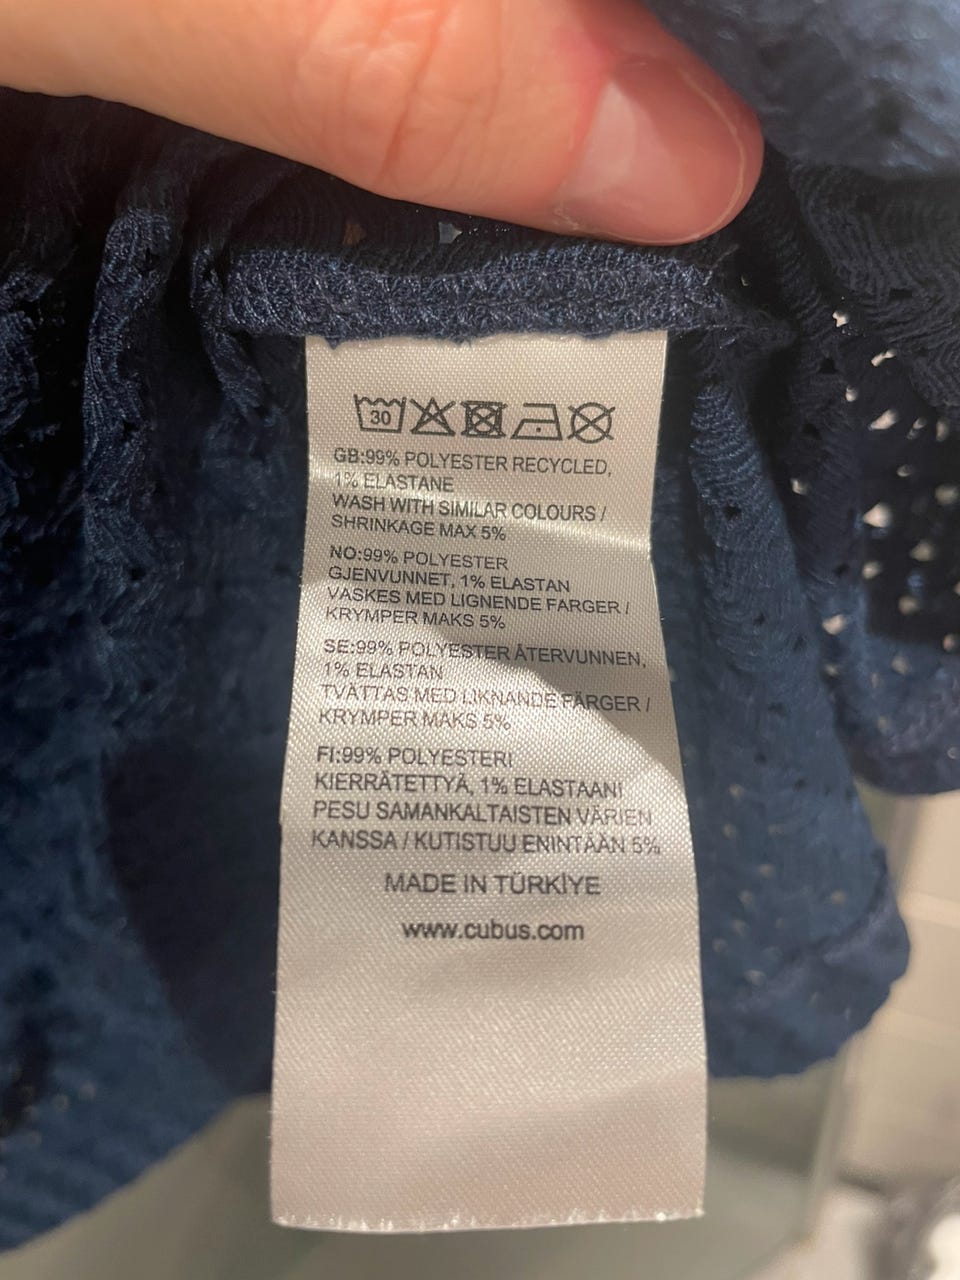 30
GB:99% POLYESTER RECYCLED,
1% ELASTANE
WASH WITH SIMILAR COLOURS /
SHRINKAGE MAX 5%
NO:99% POLYESTER
GJENVUNNET, 1% ELASTAN
VASKES MED LIGNENDE FARGER /
KRYMPER MAKS 5%
SE:99% POLYESTER ÅTERVUNNEN,
1% ELASTAN
TVÄTTAS MED LIKNANDE FÄRGER /
KRYMPER MAKS 5%
FI:99% POLYESTERI
KIERRÄTETTYÄ, 1% ELASTAANI
PESU SAMANKALTAISTEN VÄRIEN
KANSSA / KUTISTUU ENINTÄÄN 5%
MADE IN TÜRKİYE
www.cubus.com